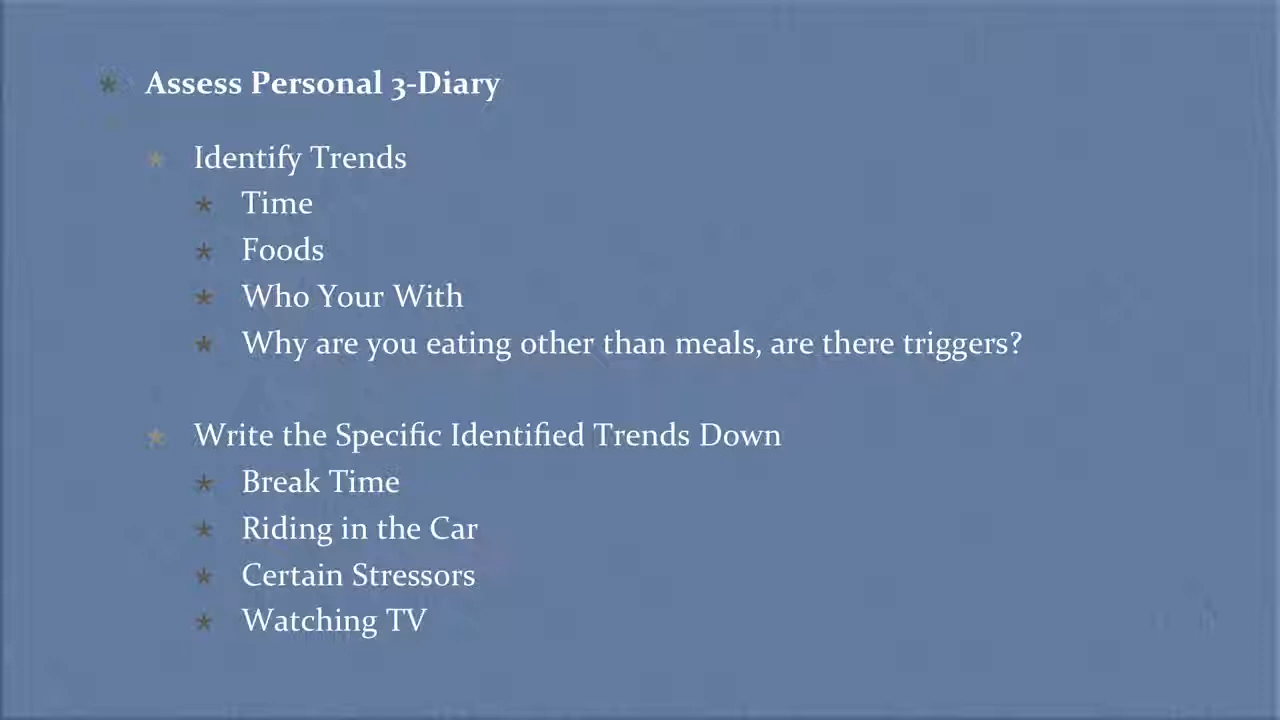 Assess Personal 3-Diary
Identify Trends
Time
Foods
Who Your With
Why are you eating other than meals, are there triggers?
Write the Specific Identified Trends Down
Break Time
Riding in the Car
Certain Stressors
Watching TV